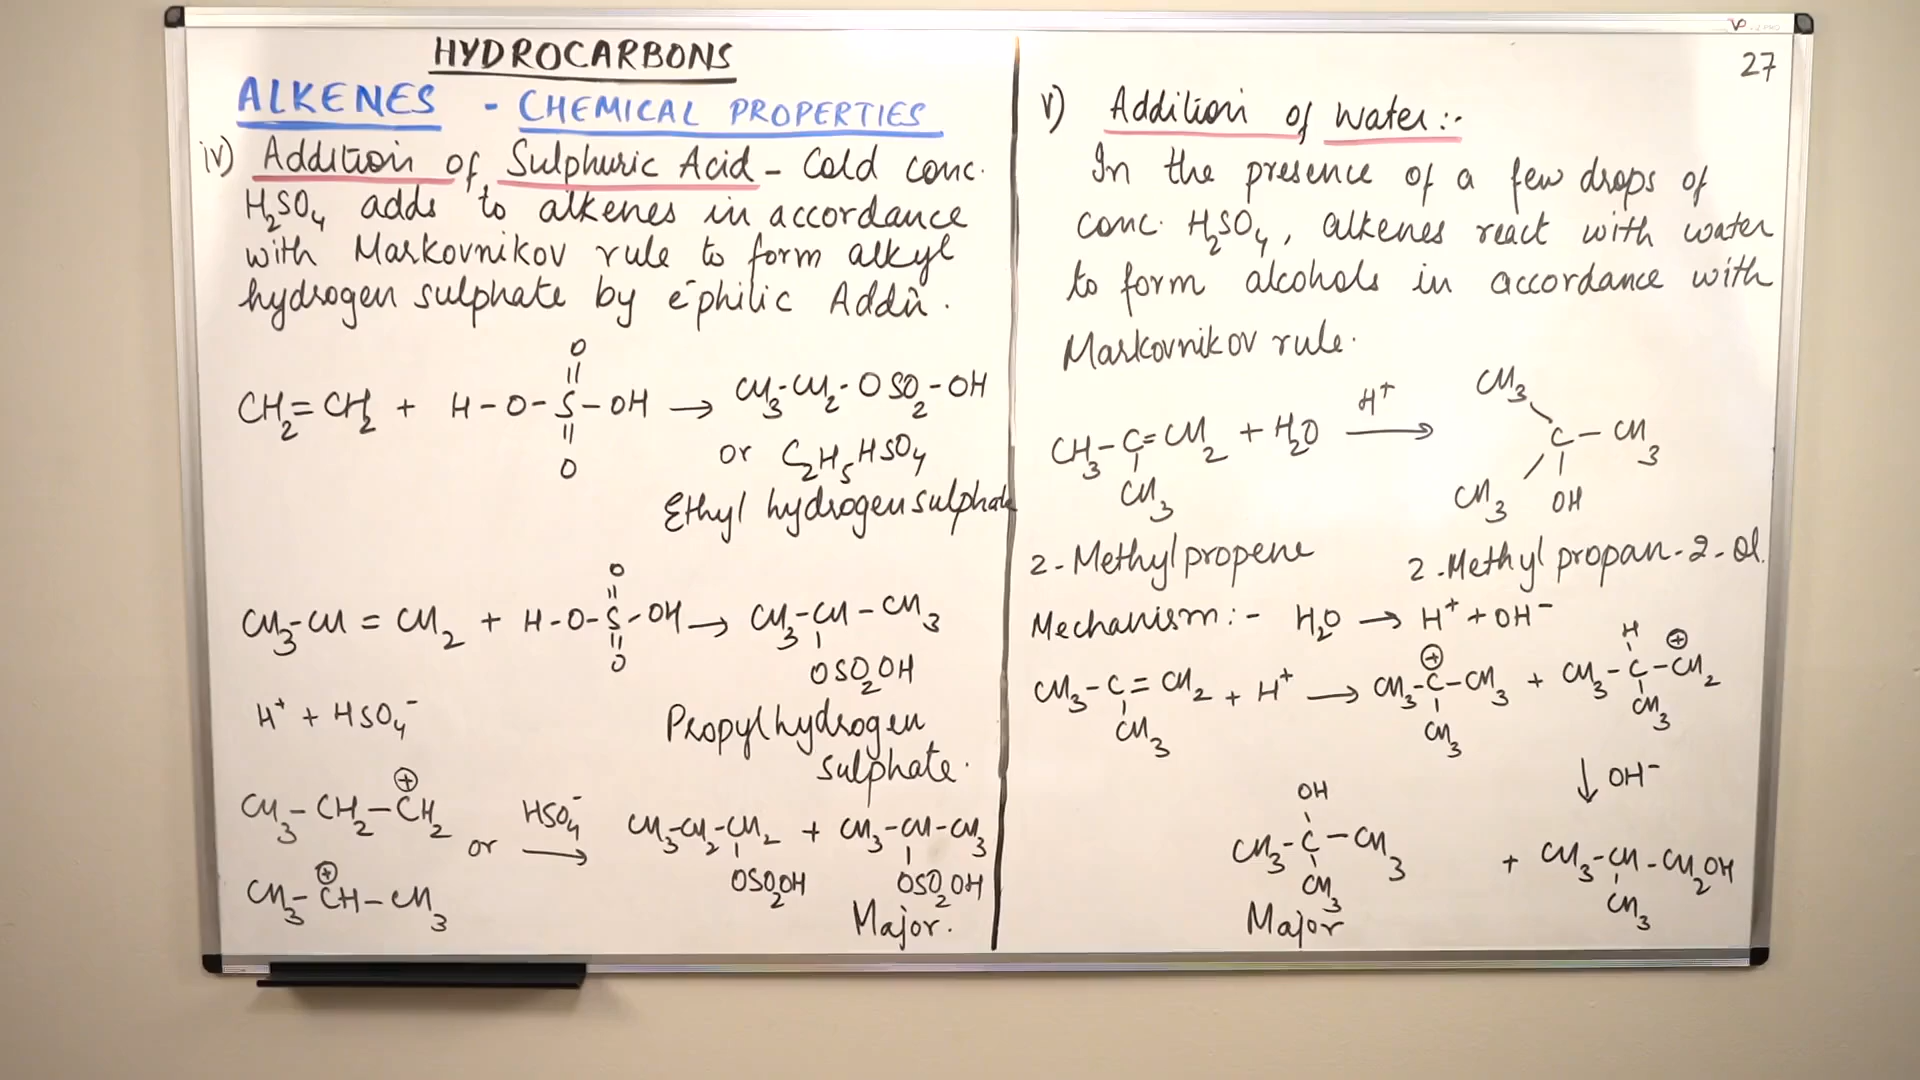 HYDROCARBONS
ALKENES - CHEMICAL PROPERTIES
iv) Addition of Sulphuric Acid - Cold conc.
H₂SO₄ adds to alkenes in accordance
with Markovnikov rule to form alkyl
hydrogen sulphate by e⁻philic Addn.
O
||
CH₂=CH₂ + H-O-S-OH → CH₃-CH₂-OSO₂-OH
||
O
or C₂H₅HSO₄
Ethyl hydrogen sulphate
O
||
CH₃-CH=CH₂ + H-O-S-OH → CH₃-CH-CH₃
||
O
OSO₂OH
H⁺ + HSO₄⁻
Propyl hydrogen
sulphate.
CH₃-CH₂-CH₂⊕
or HSO₄⁻ → CH₃-CH₂-CH₂ + CH₃-CH-CH₃
CH₃-CH⊕-CH₃
OSO₂OH OSO₂OH
Major.
27
v) Addition of water:-
In the presence of a few drops of
conc. H₂SO₄, alkenes react with water
to form alcohols in accordance with
Markovnikov rule.
CH₃
CH₃-C=CH₂ + H₂O H⁺ → C-CH₃
CH₃ CH₃ OH
2-Methylpropene 2-Methyl propan-2-ol.
Mechanism:- H₂O → H⁺ + OH⁻
⊕ H ⊕
CH₃-C=CH₂ + H⁺ → CH₃-C-CH₃ + CH₃-C-CH₂
CH₃ CH₃ CH₃
↓ OH⁻
OH
CH₃-C-CH₃ + CH₃-CH-CH₂OH
CH₃ CH₃
Major